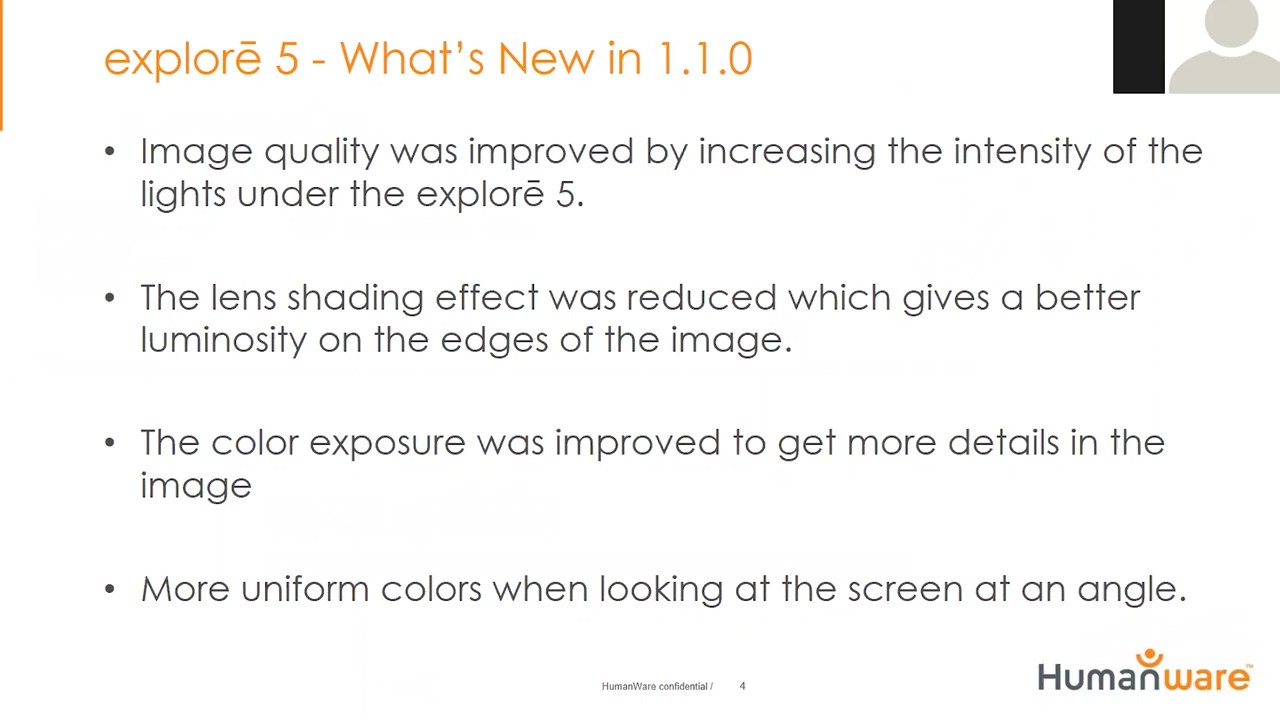 explorē 5 - What’s New in 1.1.0
• Image quality was improved by increasing the intensity of the
lights under the explorē 5.
• The lens shading effect was reduced which gives a better
luminosity on the edges of the image.
• The color exposure was improved to get more details in the
image
• More uniform colors when looking at the screen at an angle.
HumanWare confidential / 4
Humanware™